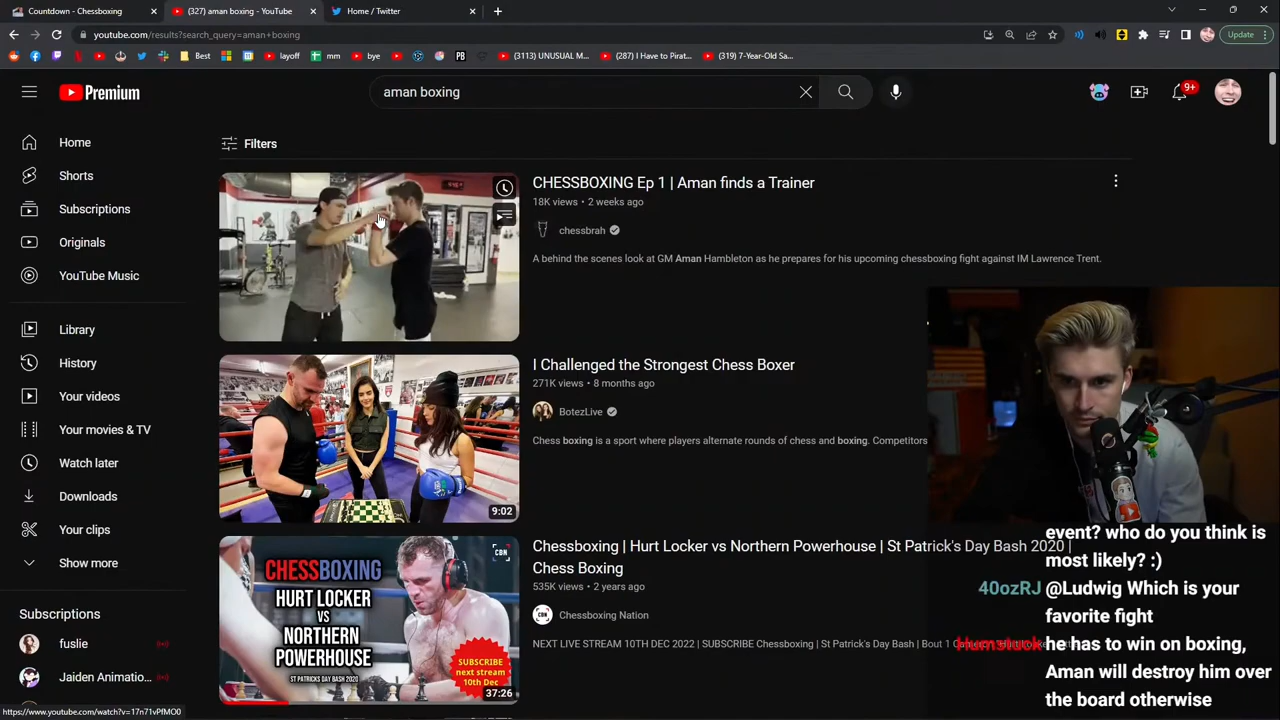 Countdown - Chessboxing
(327) aman boxing - YouTube
Home / Twitter
youtube.com/results?search_query=aman+boxing
Update
Best
layoff
mm
bye
PB
(3113) UNUSUAL M...
(287) I Have to Pirat...
(319) 7-Year-Old Sa...
Premium
aman boxing
9+
Home
Shorts
Subscriptions
Originals
YouTube Music
Library
History
Your videos
Your movies & TV
Watch later
Downloads
Your clips
Show more
Subscriptions
fuslie
Jaiden Animatio...
Filters
CHESSBOXING Ep 1 | Aman finds a Trainer
18K views • 2 weeks ago
chessbrah
A behind the scenes look at GM Aman Hambleton as he prepares for his upcoming chessboxing fight against IM Lawrence Trent.
9:02
I Challenged the Strongest Chess Boxer
271K views • 8 months ago
BotezLive
Chess boxing is a sport where players alternate rounds of chess and boxing. Competitors
CHESSBOXING
HURT LOCKER
VS
NORTHERN
POWERHOUSE
ST PATRICKS DAY BASH 2020
CBN
SUBSCRIBE
next stream
10th Dec
37:26
Chessboxing | Hurt Locker vs Northern Powerhouse | St Patrick's Day Bash 2020 |
Chess Boxing
535K views • 2 years ago
CBN
Chessboxing Nation
NEXT LIVE STREAM 10TH DEC 2022 | SUBSCRIBE Chessboxing | St Patrick's Day Bash | Bout 1
event? who do you think is
most likely? :)
40ozRJ @Ludwig Which is your
favorite fight
Humstuck he has to win on boxing,
Aman will destroy him over
the board otherwise
https://www.youtube.com/watch?v=17n71vPfMO0